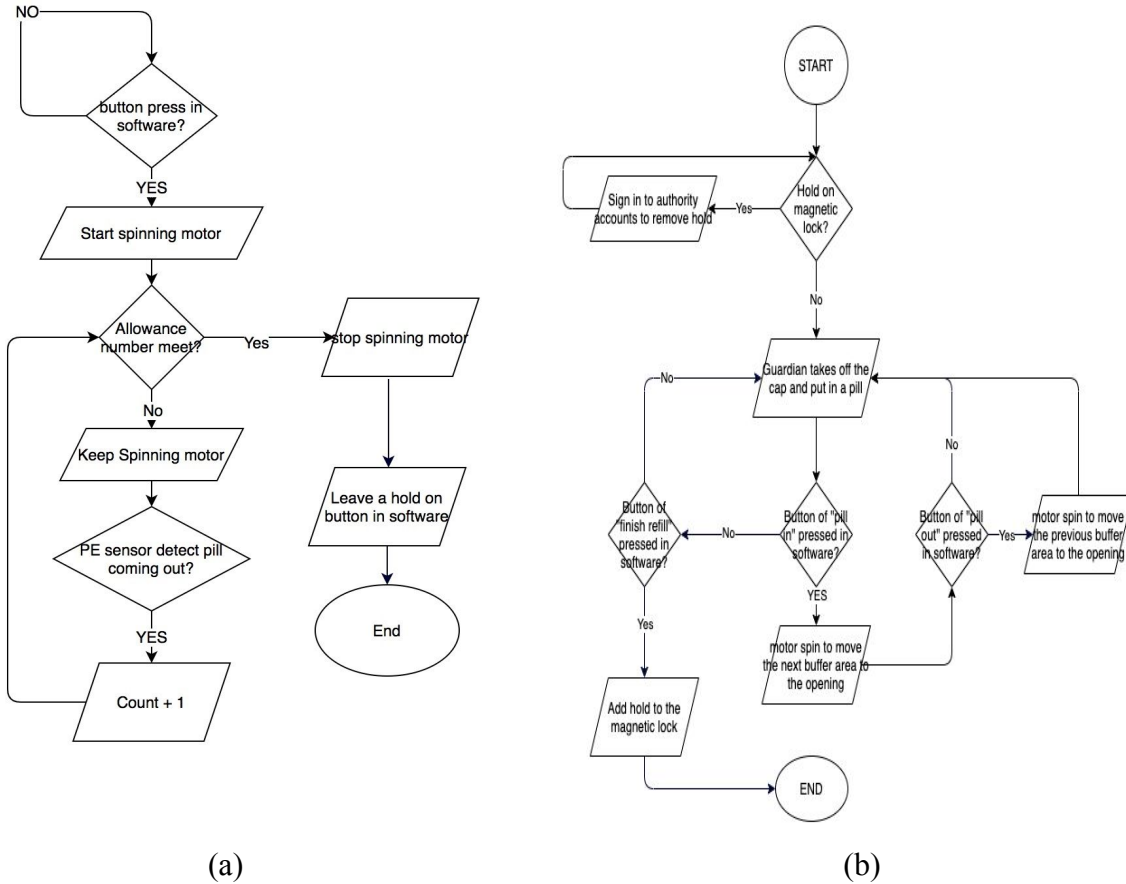 NO
button press in
software?
YES
Start spinning motor
Allowance
number meet?
Yes
stop spinning motor
No
Keep Spinning motor
Leave a hold on
button in software
PE sensor detect pill
coming out?
YES
End
Count + 1
(a)
START
Hold on
magnetic
lock?
Yes
Sign in to authority
accounts to remove hold
No
Guardian takes off the
cap and put in a pill
No
No
Button of
"finish refill"
pressed in
software?
No
Button of "pill
in" pressed in
software?
Button of "pill
out" pressed
in software?
Yes
motor spin to move
the previous buffer
area to the opening
Yes
YES
motor spin to move
the next buffer area to
the opening
Add hold to the
magnetic lock
END
(b)